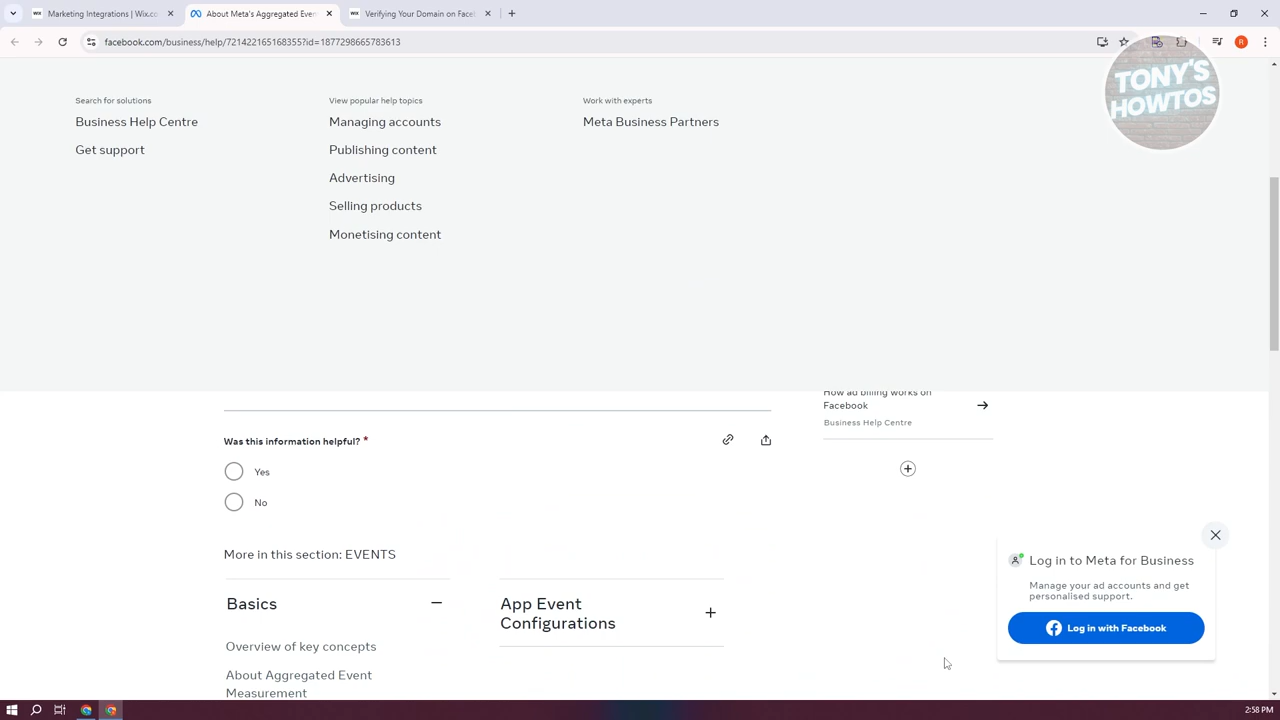 Marketing Integrations | Wix.co
About Meta's Aggregated Even
WIX
Verifying Your Domain on Face
facebook.com/business/help/721422165168355?id=1877298665783613
R
TONY'S
HOWTOS
Search for solutions
Business Help Centre
Get support
View popular help topics
Managing accounts
Publishing content
Advertising
Selling products
Monetising content
Work with experts
Meta Business Partners
How ad billing works on
Facebook
Business Help Centre
Was this information helpful? *
Yes
No
More in this section: EVENTS
Basics
Overview of key concepts
About Aggregated Event
Measurement
App Event
Configurations
Log in to Meta for Business
Manage your ad accounts and get
personalised support.
Log in with Facebook
2:58 PM